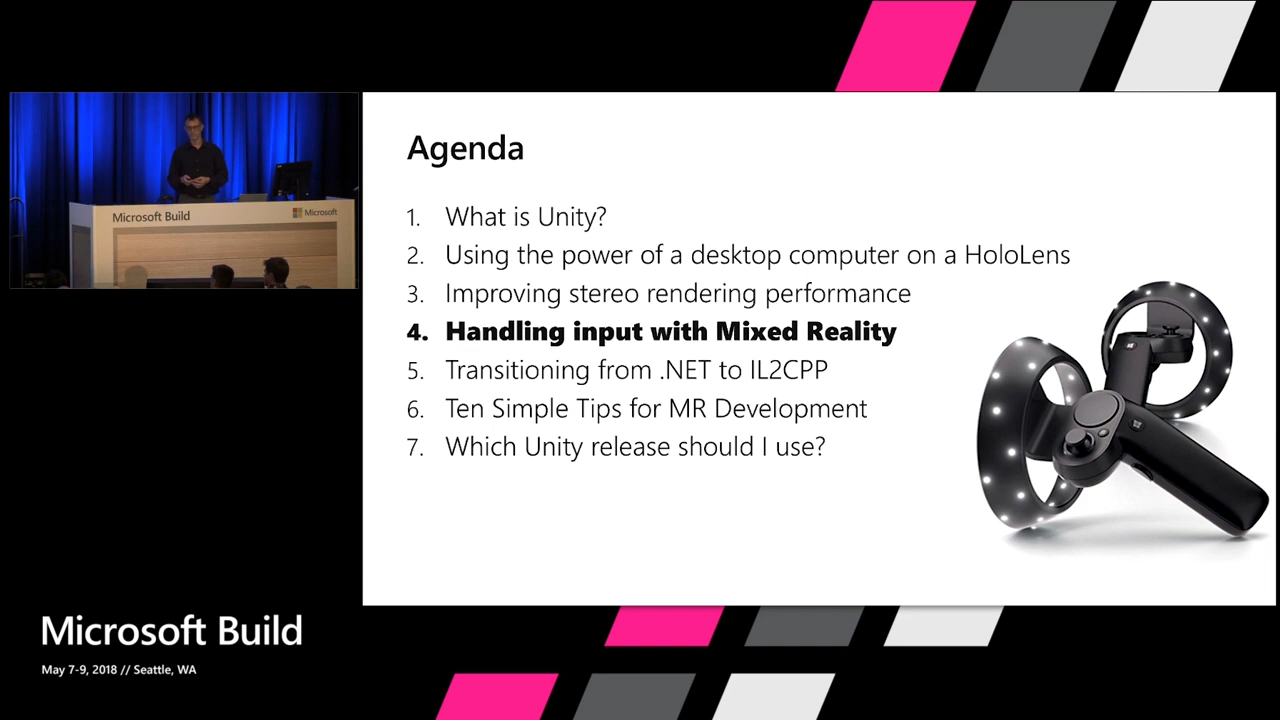 Microsoft Build
Microsoft
Agenda
1. What is Unity?
2. Using the power of a desktop computer on a HoloLens
3. Improving stereo rendering performance
4. Handling input with Mixed Reality
5. Transitioning from .NET to IL2CPP
6. Ten Simple Tips for MR Development
7. Which Unity release should I use?
Microsoft Build
May 7-9, 2018 // Seattle, WA